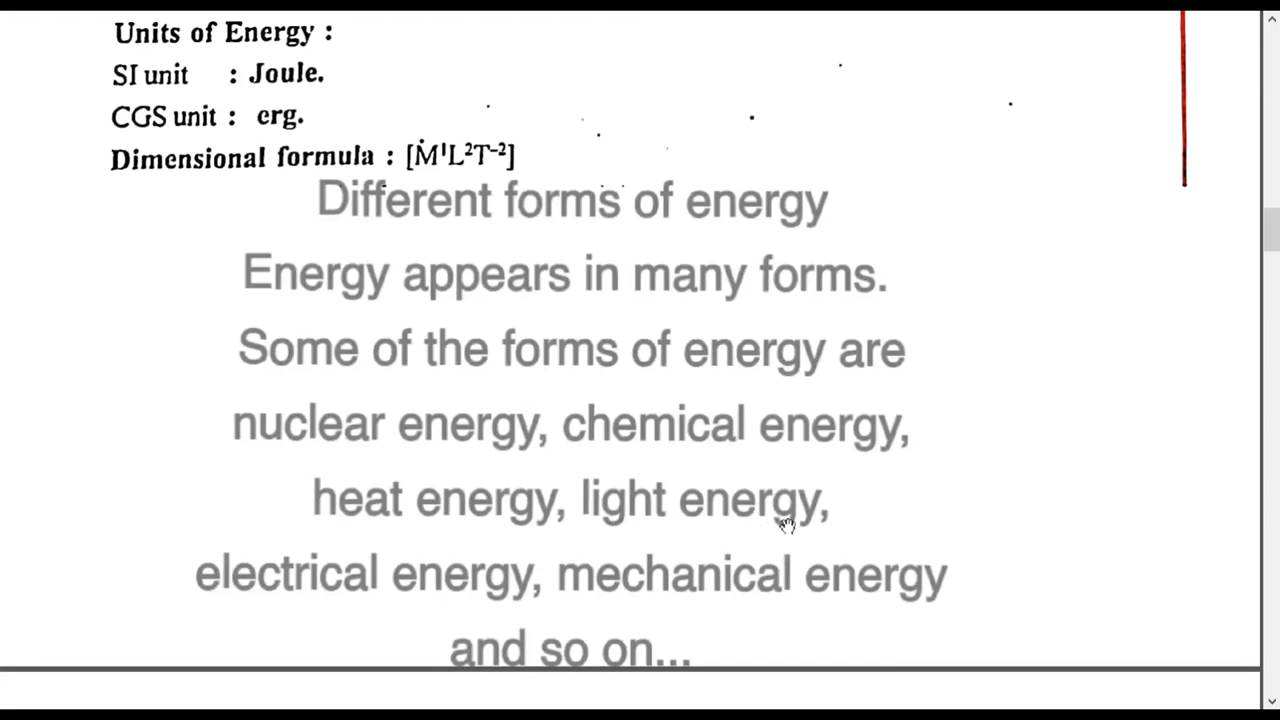 Units of Energy :
SI unit : Joule.
CGS unit : erg.
Dimensional formula : [M¹L²T⁻²]
Different forms of energy
Energy appears in many forms.
Some of the forms of energy are
nuclear energy, chemical energy,
heat energy, light energy,
electrical energy, mechanical energy
and so on...